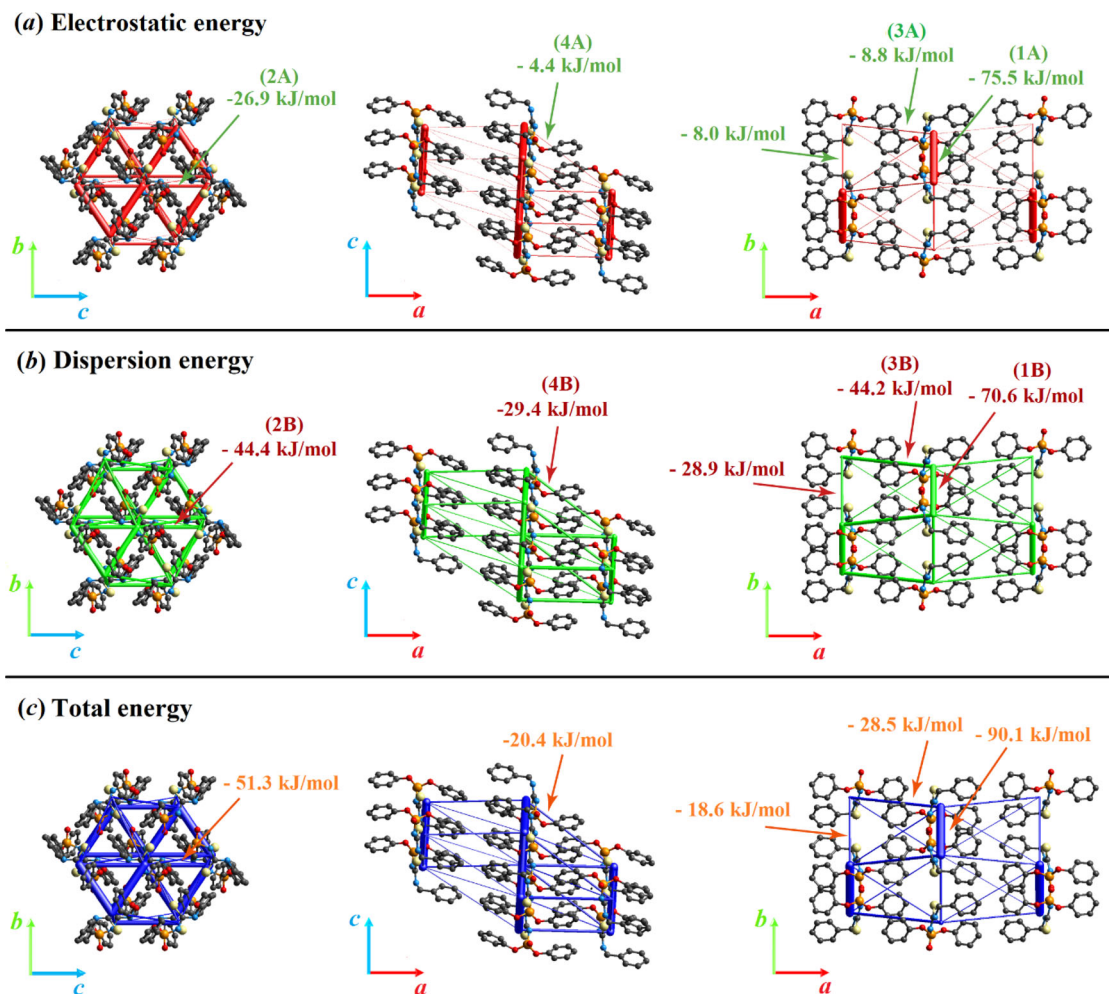 (a) Electrostatic energy
(2A)
-26.9 kJ/mol
(4A)
- 4.4 kJ/mol
(3A)
- 8.8 kJ/mol
(1A)
- 75.5 kJ/mol
- 8.0 kJ/mol
b
c
c
a
b
a
(b) Dispersion energy
(2B)
- 44.4 kJ/mol
(4B)
-29.4 kJ/mol
(3B)
- 44.2 kJ/mol
(1B)
- 70.6 kJ/mol
- 28.9 kJ/mol
b
c
c
a
b
a
(c) Total energy
- 51.3 kJ/mol
-20.4 kJ/mol
- 28.5 kJ/mol
- 90.1 kJ/mol
- 18.6 kJ/mol
b
c
c
a
b
a